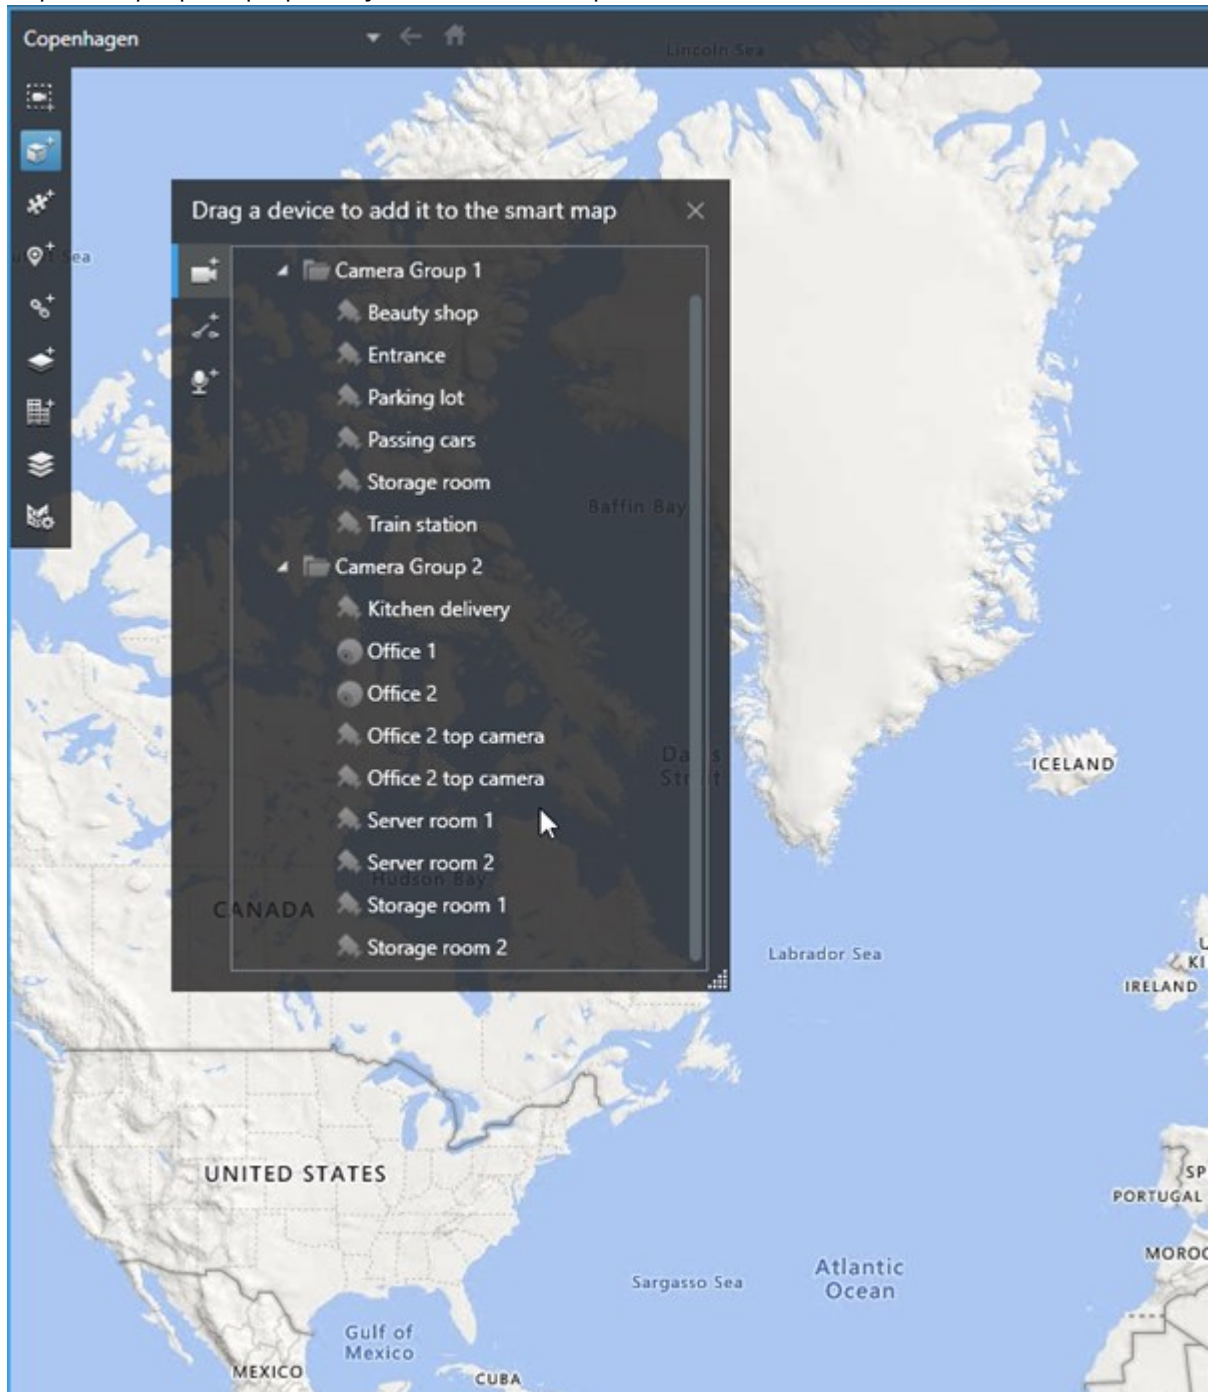 Copenhagen
Lincoln Sea
Drag a device to add it to the smart map
Sea
Camera Group 1
Beauty shop
Entrance
Parking lot
Passing cars
Storage room
Baffin Bay
Train station
Camera Group 2
Kitchen delivery
Office 1
Office 2
Office 2 top camera
Office 2 top camera
ICELAND
Server room 1
Server room 2
Hudson Bay
CANADA
Storage room 1
Storage room 2
Labrador Sea
KI
IRELAND
UNITED STATES
SP
PORTUGAL
MOROC
Atlantic
Ocean
Sargasso Sea
Gulf of
Mexico
MEXICO
CUBA